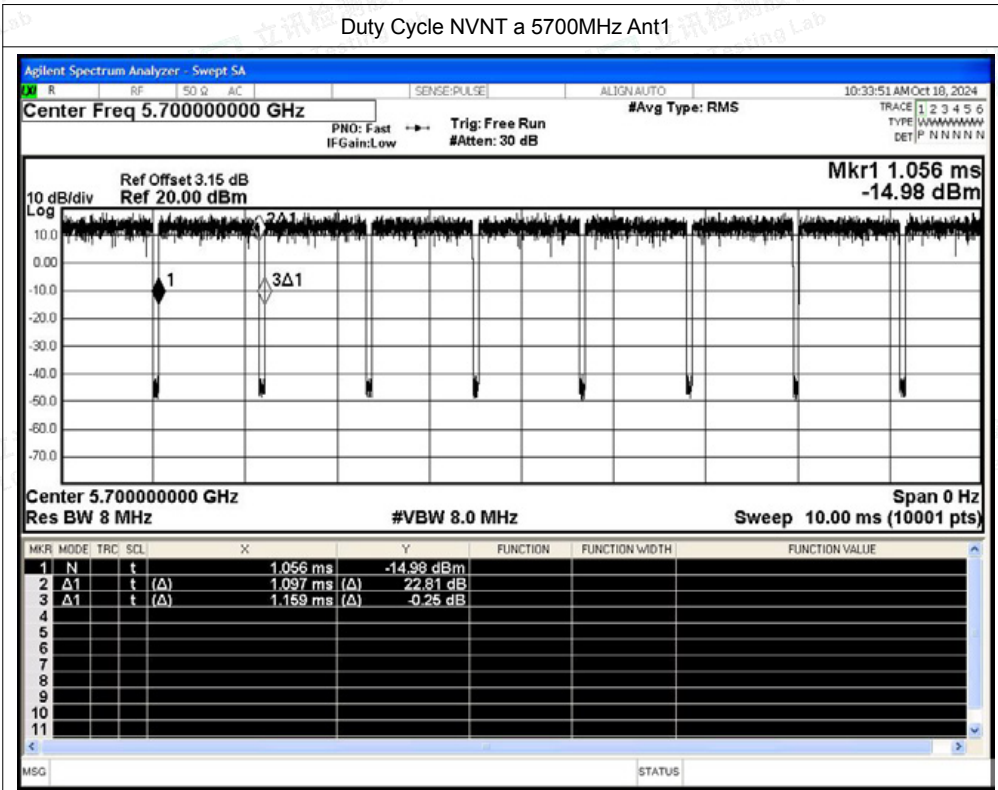 Duty Cycle NVNT a 5700MHz Ant1
Agilent Spectrum Analyzer - Swept SA
R RF 50 Ω AC SENSE:PULSE ALIGN AUTO 10:33:51 AM Oct 18, 2024
Center Freq 5.700000000 GHz #Avg Type: RMS TRACE 1 2 3 4 5 6
PNO: Fast Trig: Free Run TYPE WWWWWW
IFGain:Low #Atten: 30 dB DET P N N N N N
Mkr1 1.056 ms
Ref Offset 3.15 dB
10 dB/div Ref 20.00 dBm -14.98 dBm
Log
2Δ1
10.0
0.00
1 3Δ1
-10.0
-20.0
-30.0
-40.0
-50.0
-60.0
-70.0
Center 5.700000000 GHz Span 0 Hz
Res BW 8 MHz #VBW 8.0 MHz Sweep 10.00 ms (10001 pts)
MKR MODE TRC SCL X Y FUNCTION FUNCTION WIDTH FUNCTION VALUE
1 N t 1.056 ms -14.98 dBm
2 Δ1 t (Δ) 1.097 ms (Δ) 22.81 dB
3 Δ1 t (Δ) 1.159 ms (Δ) -0.25 dB
4
5
6
7
8
9
10
11
MSG STATUS